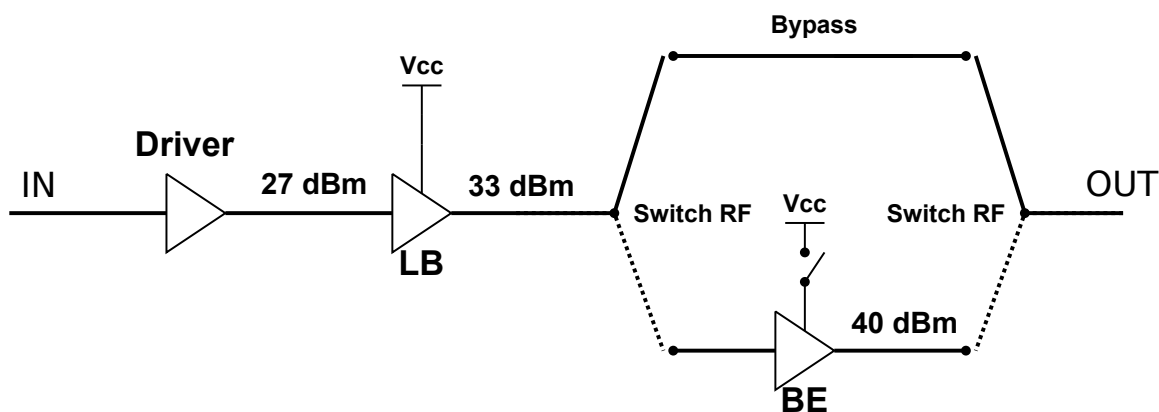 Bypass
Vcc
Driver
IN
27 dBm
33 dBm
LB
Switch RF
Vcc
Switch RF
OUT
40 dBm
BE